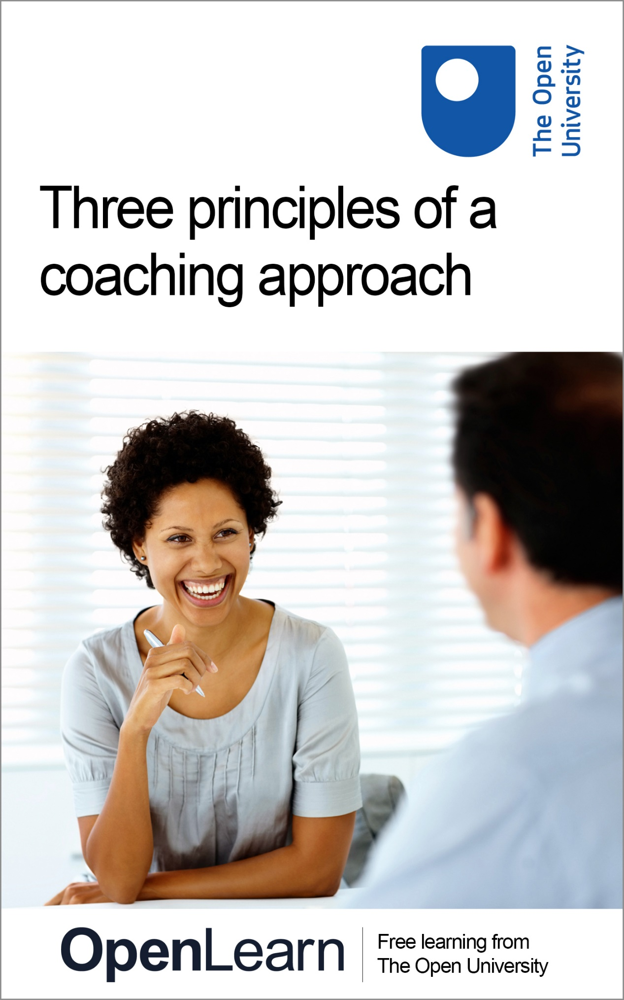 The Open
University
Three principles of a
coaching approach
OpenLearn
Free learning from
The Open University